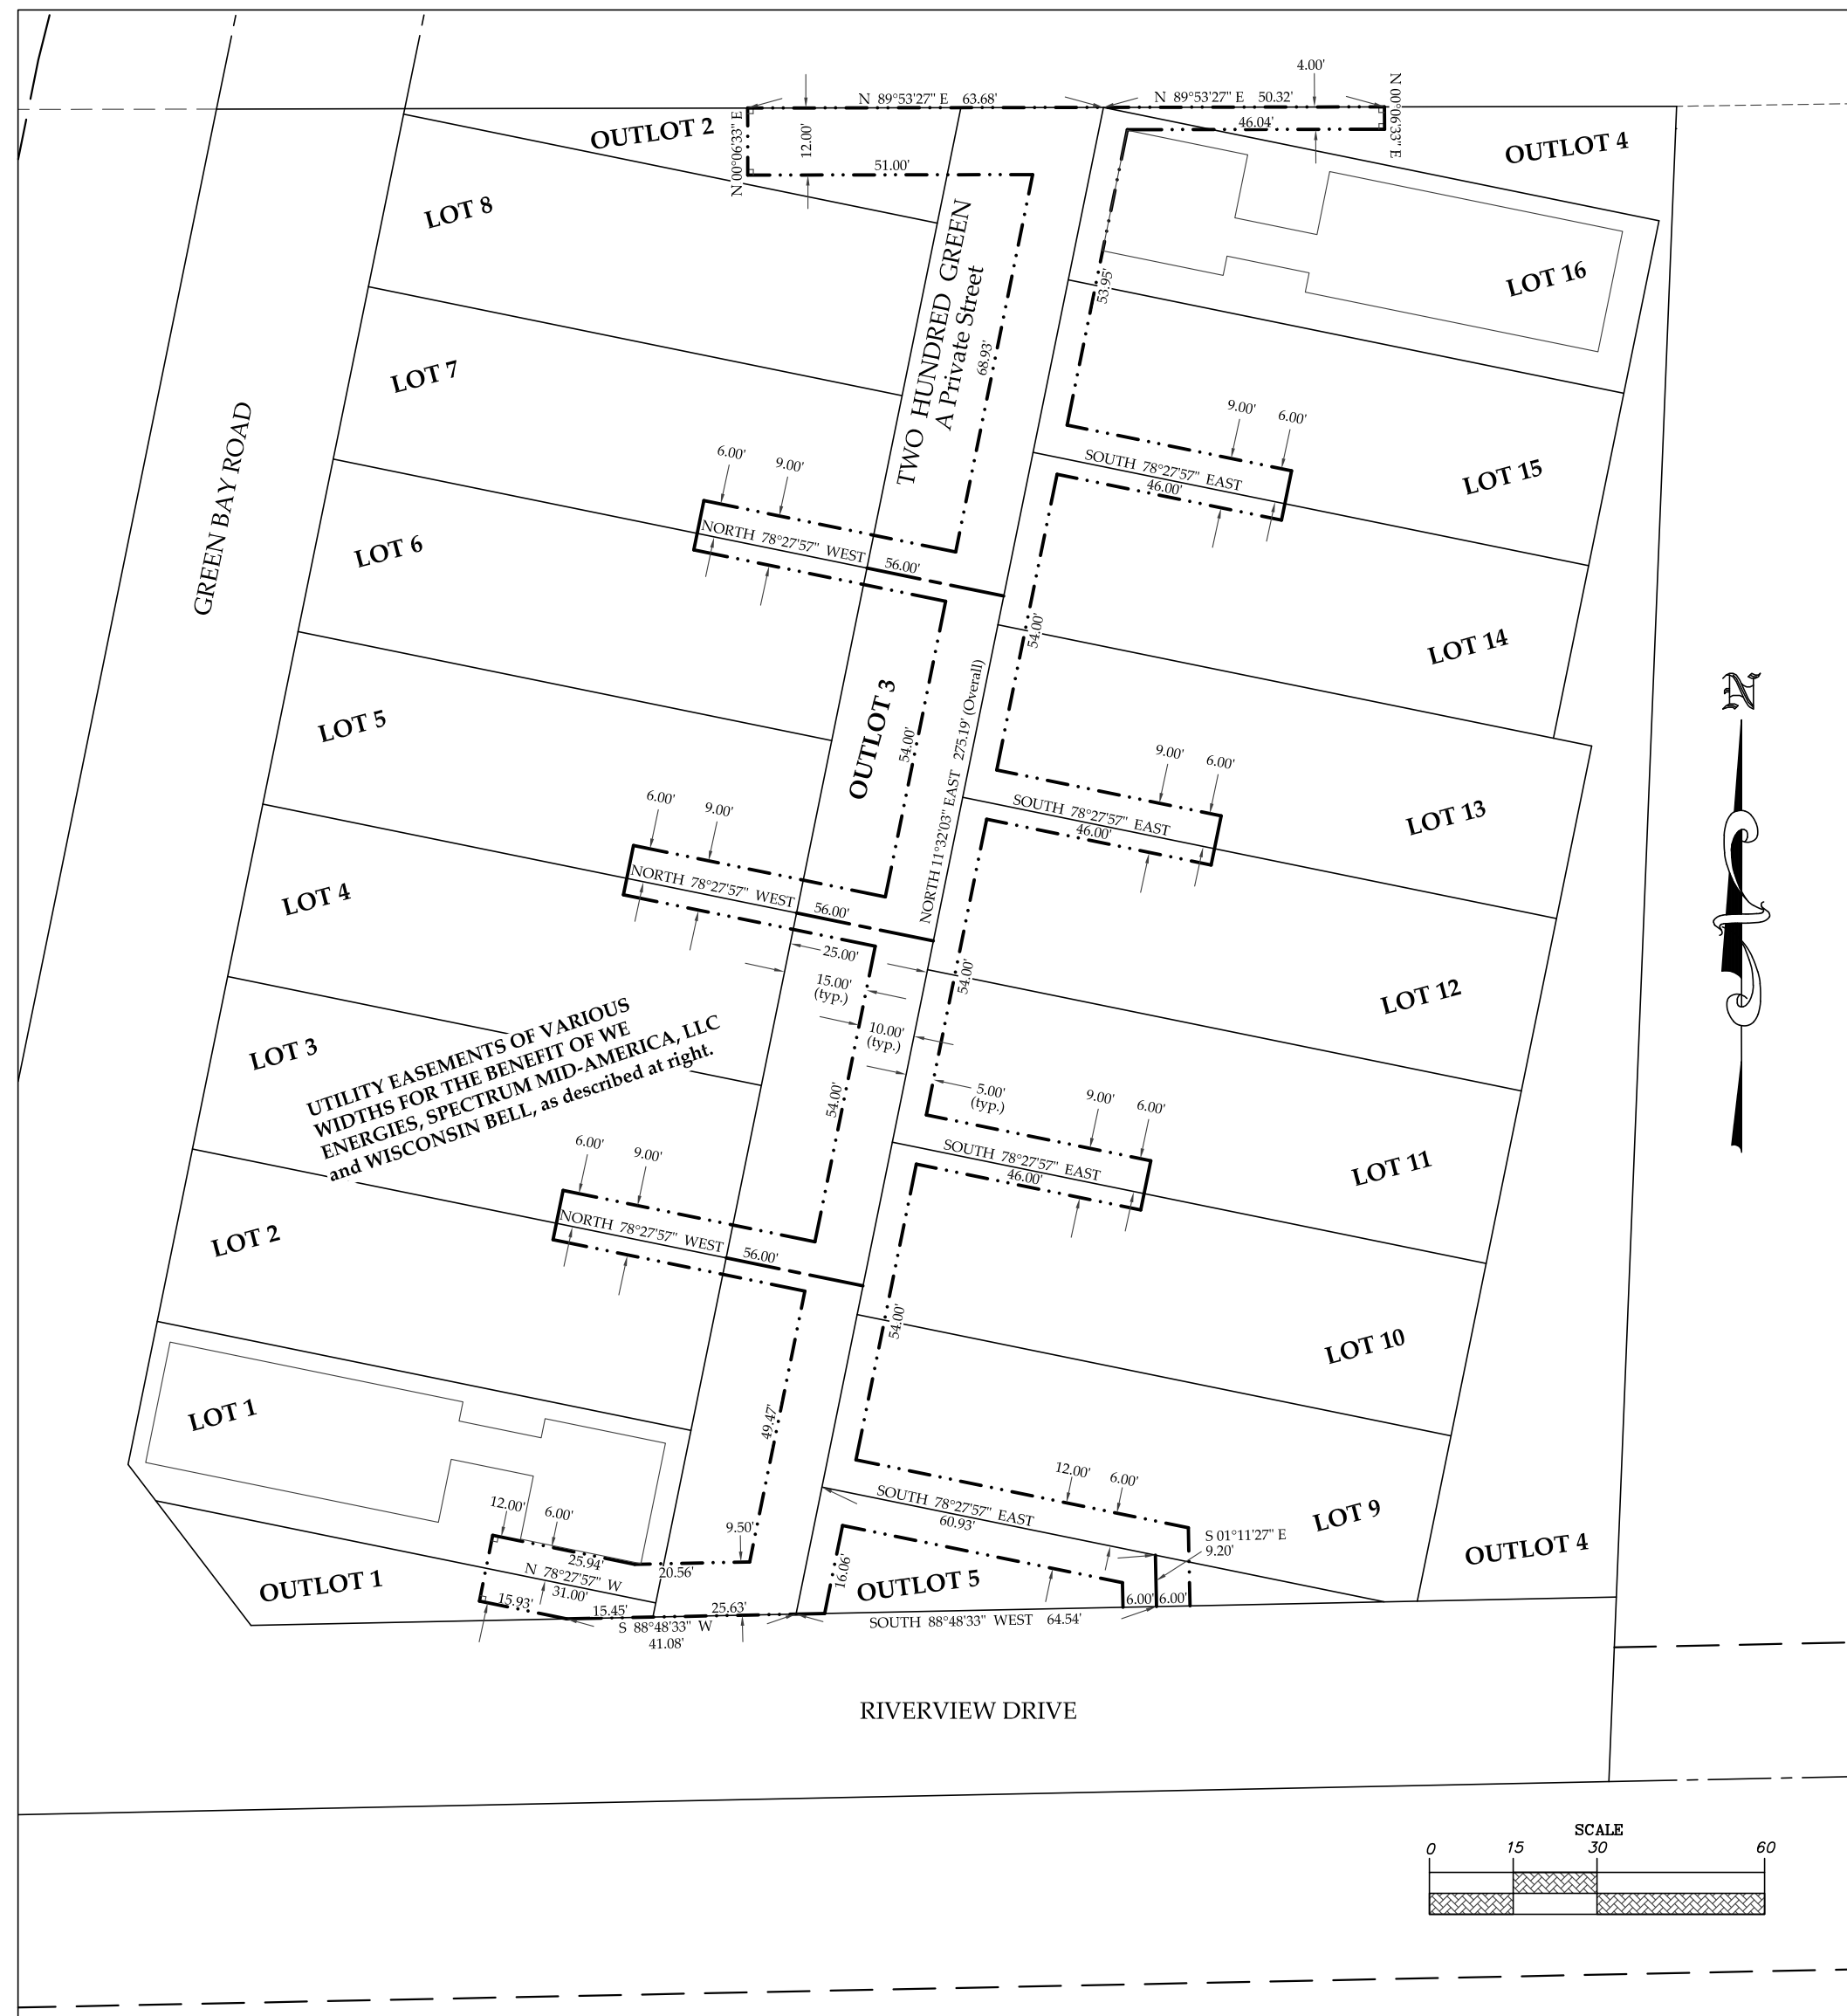 4.00'
N 89°53'27" E 63.68'
N 89°53'27" E 50.32'
N 00°06'33" E
46.04'
OUTLOT 2
N 00°06'33" E
12.00'
51.00'
OUTLOT 4
LOT 8
TWO HUNDRED GREEN
A Private Street
53.95'
LOT 16
68.93'
LOT 7
GREEN BAY ROAD
9.00'
6.00'
SOUTH 78°27'57" EAST
46.00'
LOT 15
6.00'
9.00'
NORTH 78°27'57" WEST
56.00'
LOT 6
54.00'
LOT 14
N
OUTLOT 3
54.00'
NORTH 11°32'03" EAST 275.19' (Overall)
LOT 5
9.00'
6.00'
SOUTH 78°27'57" EAST
46.00'
LOT 13
6.00'
9.00'
NORTH 78°27'57" WEST
56.00'
LOT 4
25.00'
15.00'
(typ.)
54.00'
LOT 12
10.00'
(typ.)
LOT 3
UTILITY EASEMENTS OF VARIOUS
WIDTHS FOR THE BENEFIT OF WE
ENERGIES, SPECTRUM MID-AMERICA, LLC
and WISCONSIN BELL, as described at right.
54.00'
5.00'
(typ.)
9.00'
6.00'
SOUTH 78°27'57" EAST
46.00'
LOT 11
6.00'
9.00'
NORTH 78°27'57" WEST
56.00'
LOT 2
54.00'
LOT 10
LOT 1
49.47'
12.00'
6.00'
SOUTH 78°27'57" EAST
60.93'
LOT 9
12.00'
6.00'
9.50'
S 01°11'27" E
9.20'
25.94'
20.56'
N 78°27'57" W
31.00'
16.06'
OUTLOT 4
OUTLOT 1
OUTLOT 5
15.93'
15.45'
25.63'
6.00'
6.00'
S 88°48'33" W
41.08'
SOUTH 88°48'33" WEST 64.54'
RIVERVIEW DRIVE
SCALE
0 15 30 60